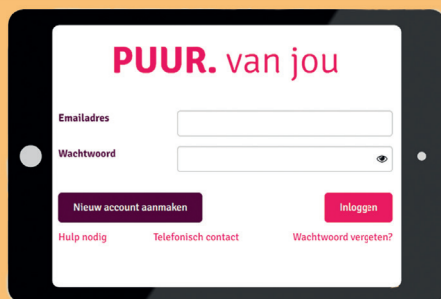 PUUR. van jou
Emailadres
Wachtwoord
Nieuw account aanmaken Inloggen
Hulp nodig Telefonisch contact Wachtwoord vergeten?